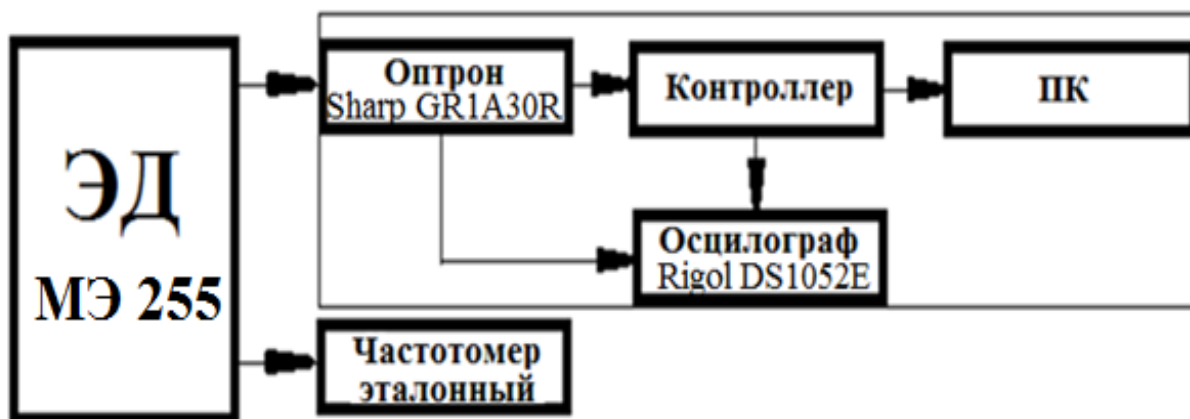 ЭД
МЭ 255
Оптрон
Sharp GR1A30R
Контроллер
ПК
Осцилограф
Rigol DS1052E
Частотомер
эталонный